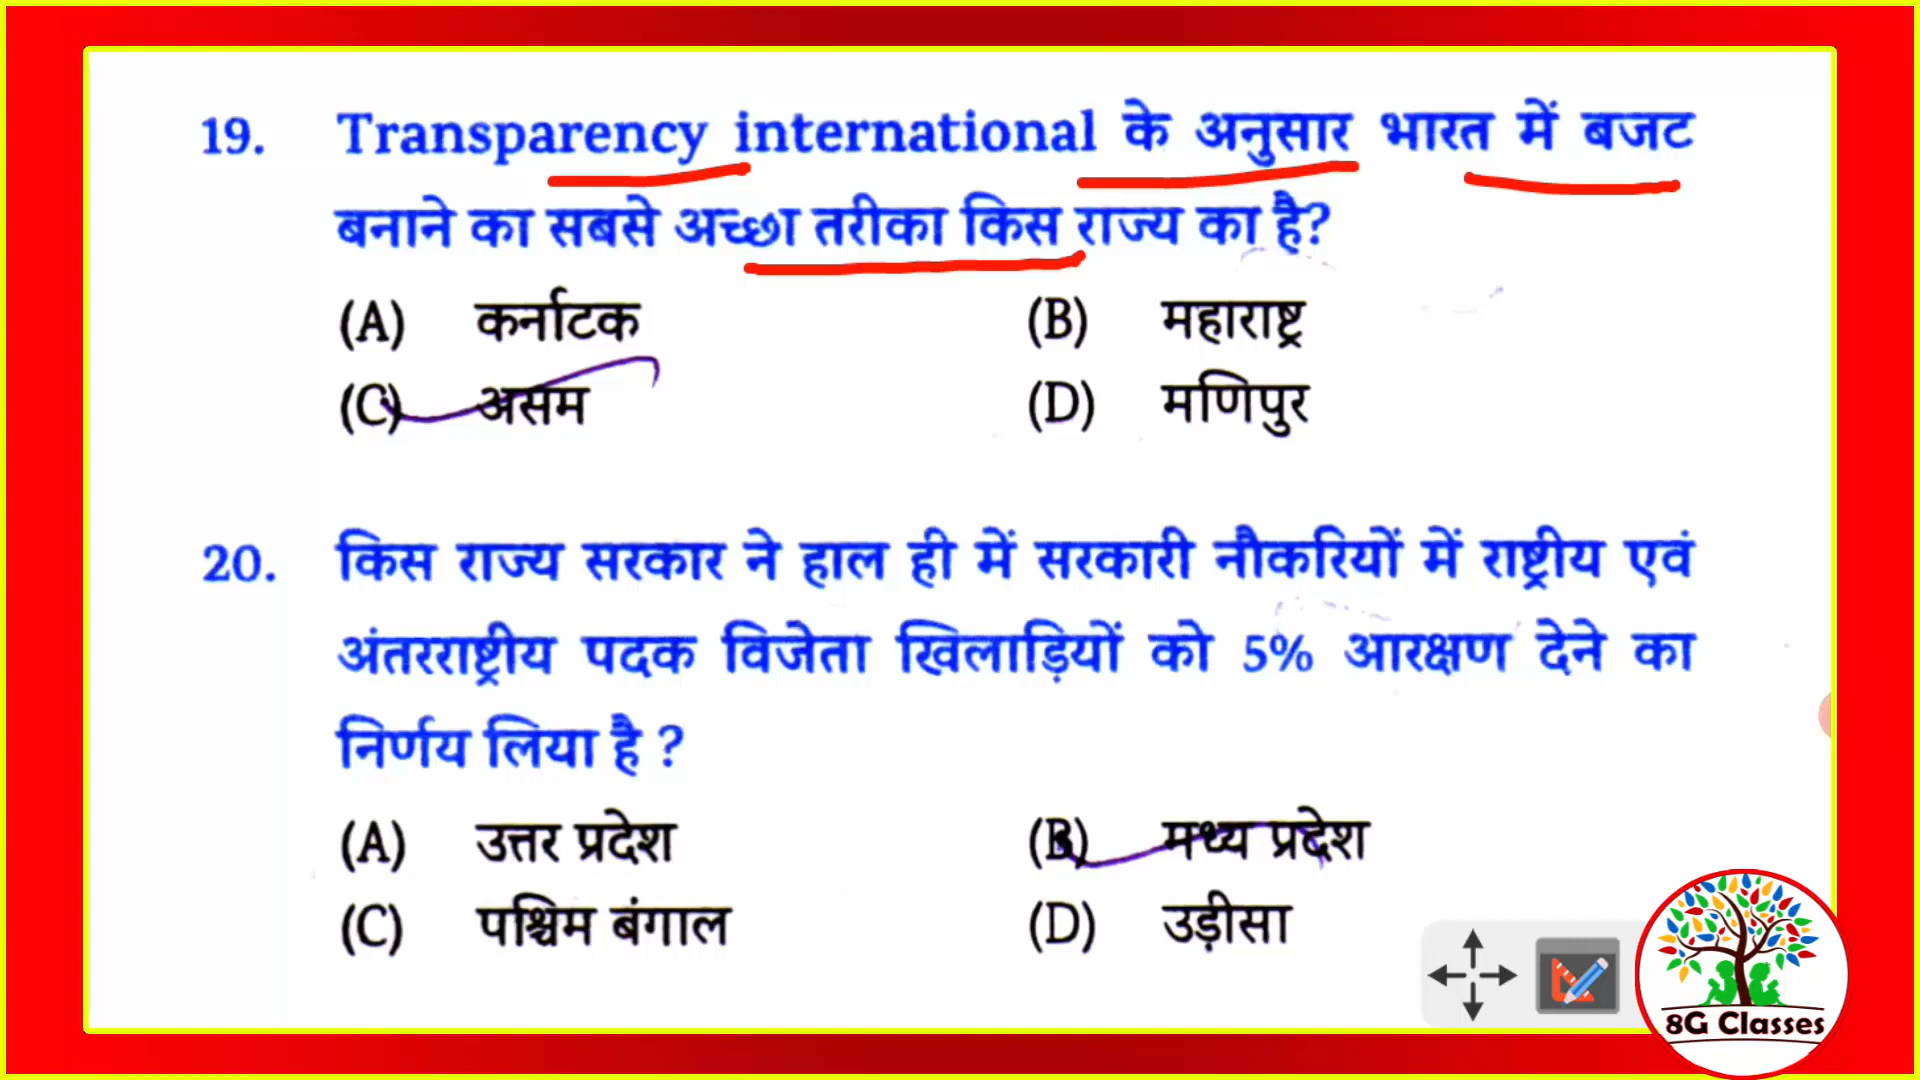 19. Transparency international के अनुसार भारत में बजट
बनाने का सबसे अच्छा तरीका किस राज्य का है?
(A) कर्नाटक (B) महाराष्ट्र
(C) असम (D) मणिपुर
20. किस राज्य सरकार ने हाल ही में सरकारी नौकरियों में राष्ट्रीय एवं
अंतरराष्ट्रीय पदक विजेता खिलाड़ियों को 5% आरक्षण देने का
निर्णय लिया है ?
(A) उत्तर प्रदेश (B) मध्य प्रदेश
(C) पश्चिम बंगाल (D) उड़ीसा
8G Classes